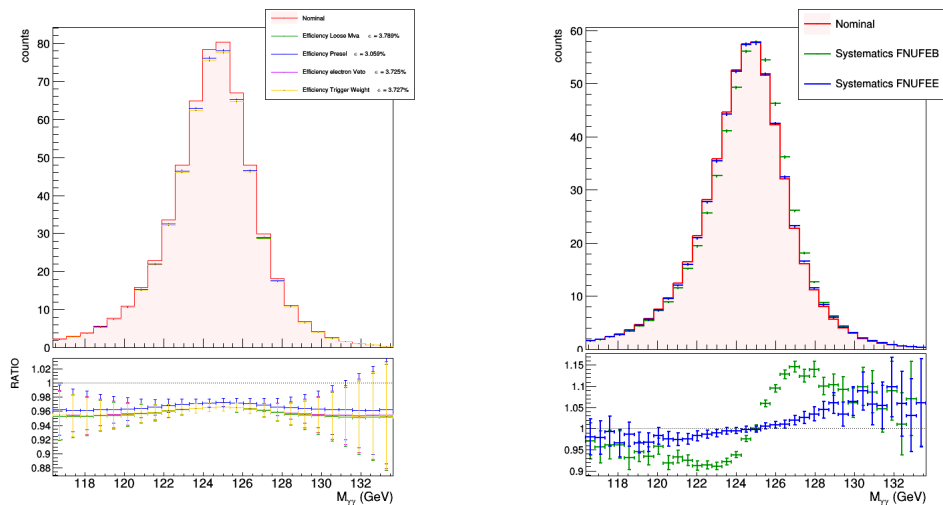 counts
80
70
60
50
40
30
20
10
0
Nominal
Efficiency Loose Mva ε = 3.789%
Efficiency Presel ε = 3.059%
Efficiency electron Veto ε = 3.725%
Efficiency Trigger Weight ε = 3.727%
RATIO
1.02
1
0.98
0.96
0.94
0.92
0.9
0.88
118 120 122 124 126 128 130 132
Mγγ (GeV)
counts
60
50
40
30
20
10
0
Nominal
Systematics FNUFEB
Systematics FNUFEE
1.15
1.1
1.05
1
0.95
0.9
118 120 122 124 126 128 130 132
Mγγ (GeV)